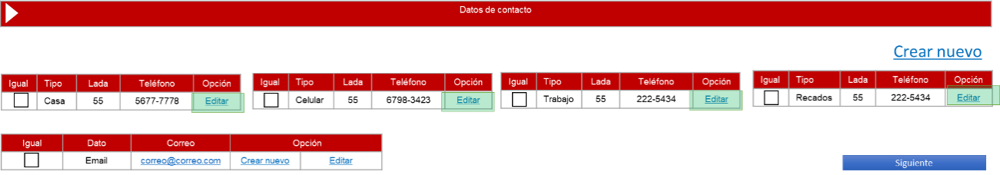 Datos de contacto
Crear nuevo
Igual Tipo Lada Teléfono Opción
Casa 55 5677-7778 Editar
Igual Tipo Lada Teléfono Opción
Celular 55 6798-3423 Editar
Igual Tipo Lada Teléfono Opción
Trabajo 55 222-5434 Editar
Igual Tipo Lada Teléfono Opción
Recados 55 222-5434 Editar
Igual Dato Correo Opción
Email correo@correo.com Crear nuevo Editar
Siguiente